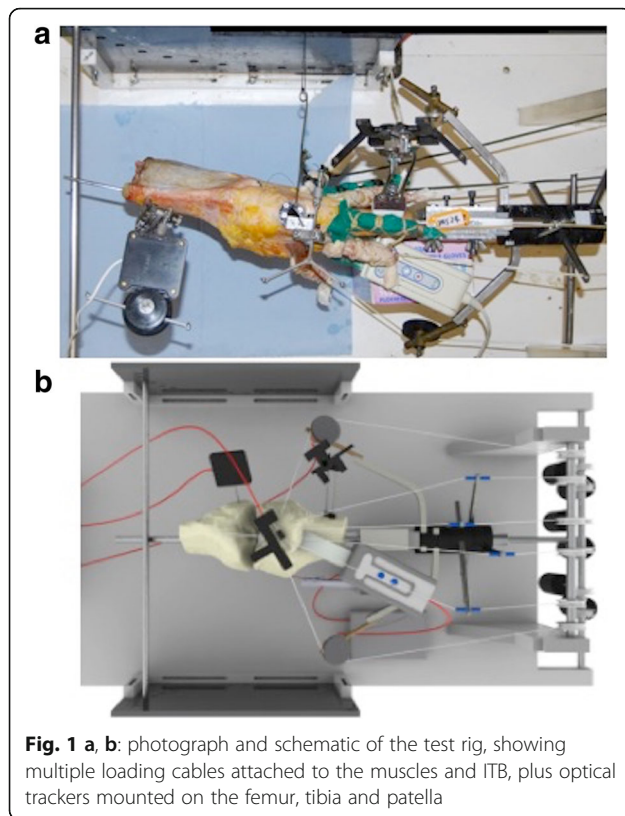 a
b
Fig. 1 a, b: photograph and schematic of the test rig, showing
multiple loading cables attached to the muscles and ITB, plus optical
trackers mounted on the femur, tibia and patella